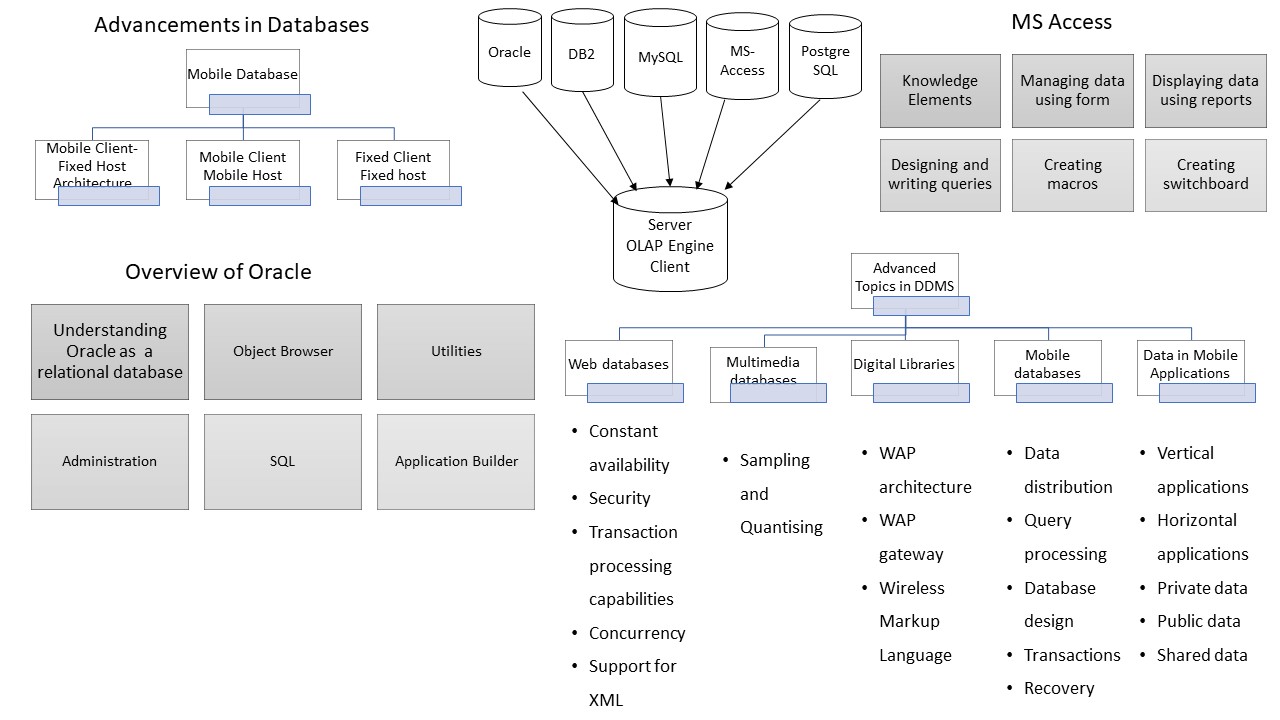 Advancements in Databases
Mobile Database
Mobile Client-
Fixed Host
Architecture
Mobile Client
Mobile Host
Fixed Client
Fixed host
Oracle
DB2
MySQL
MS-
Access
Postgre
SQL
Server
OLAP Engine
Client
MS Access
Knowledge
Elements
Managing data
using form
Displaying data
using reports
Designing and
writing queries
Creating
macros
Creating
switchboard
Overview of Oracle
Understanding
Oracle as a
relational database
Object Browser
Utilities
Administration
SQL
Application Builder
Advanced
Topics in DDMS
Web databases
Multimedia
databases
Digital Libraries
Mobile
databases
Data in Mobile
Applications
• Constant
availability
• Security
• Transaction
processing
capabilities
• Concurrency
• Support for
XML
• Sampling
and
Quantising
• WAP
architecture
• WAP
gateway
• Wireless
Markup
Language
• Data
distribution
• Query
processing
• Database
design
• Transactions
• Recovery
• Vertical
applications
• Horizontal
applications
• Private data
• Public data
• Shared data